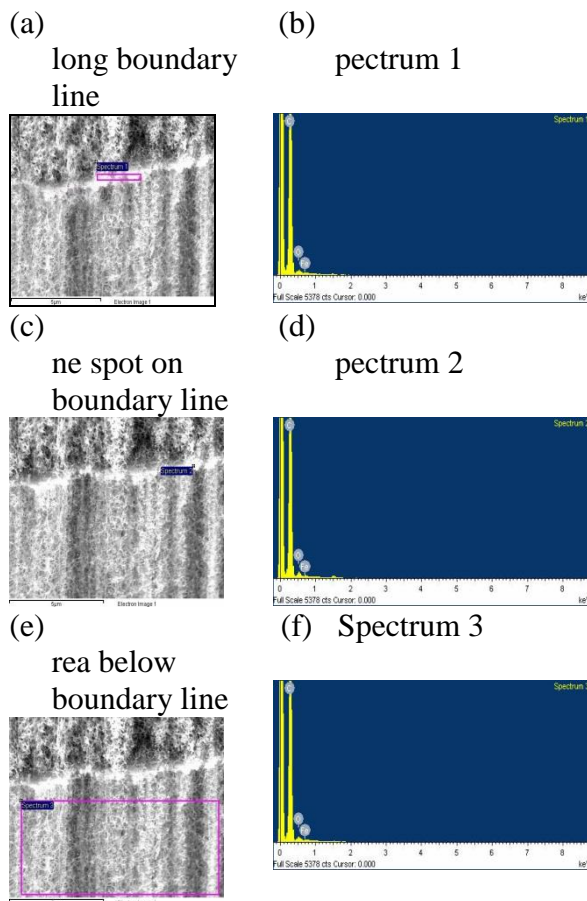 (a)
long boundary
line
(b)
pectrum 1
Spectrum 1
5µm
Electron Image 1
Spectrum 1
C
O
Fe
0 1 2 3 4 5 6 7 8
Full Scale 5378 cts Cursor: 0.000
keV
(c)
ne spot on
boundary line
(d)
pectrum 2
Spectrum 2
5µm
Electron Image 1
Spectrum 2
C
O
Fe
0 1 2 3 4 5 6 7 8
Full Scale 5378 cts Cursor: 0.000
keV
(e)
rea below
boundary line
(f) Spectrum 3
Spectrum 3
C
O
Fe
0 1 2 3 4 5 6 7 8
Full Scale 5378 cts Cursor: 0.000
keV